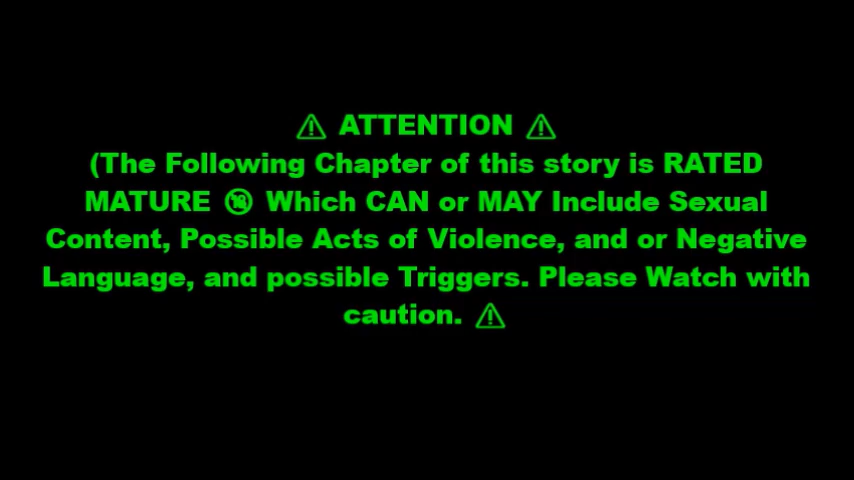 ⚠ ATTENTION ⚠
(The Following Chapter of this story is RATED
MATURE 🔞 Which CAN or MAY Include Sexual
Content, Possible Acts of Violence, and or Negative
Language, and possible Triggers. Please Watch with
caution. ⚠